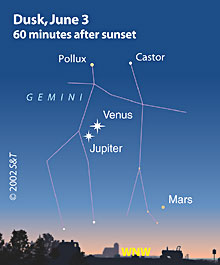 Dusk, June 3
60 minutes after sunset
Pollux
Castor
GEMINI
Venus
Jupiter
Mars
© 2002 S&T
WNW